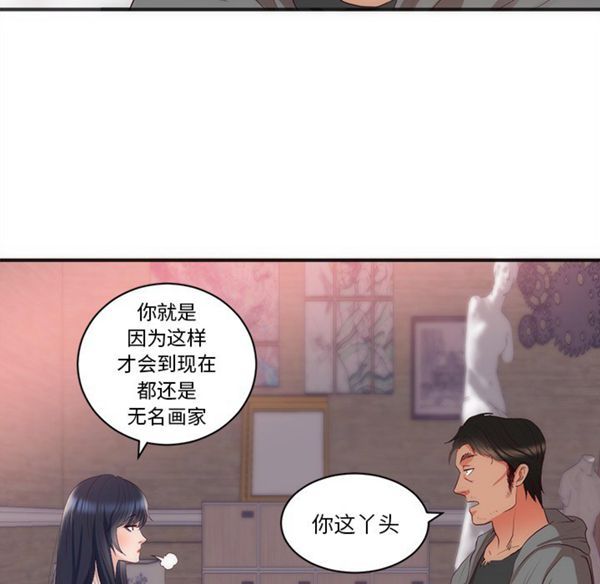 你就是
因为这样
才会到现在
都还是
无名画家
你这丫头